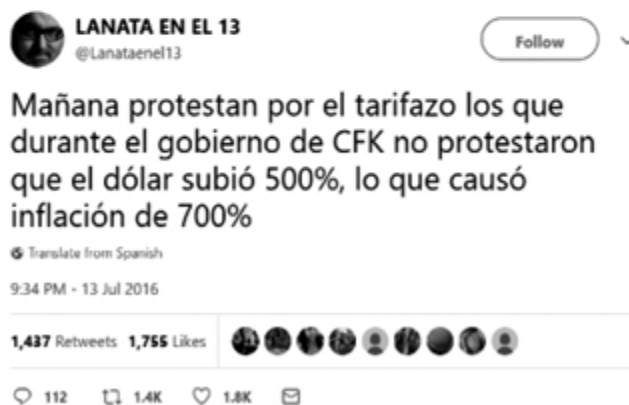 LANATA EN EL 13
@Lanataenel13
Follow
Mañana protestan por el tarifazo los que
durante el gobierno de CFK no protestaron
que el dólar subió 500%, lo que causó
inflación de 700%
Translate from Spanish
9:34 PM - 13 Jul 2016
1,437 Retweets 1,755 Likes
112 1.4K 1.8K